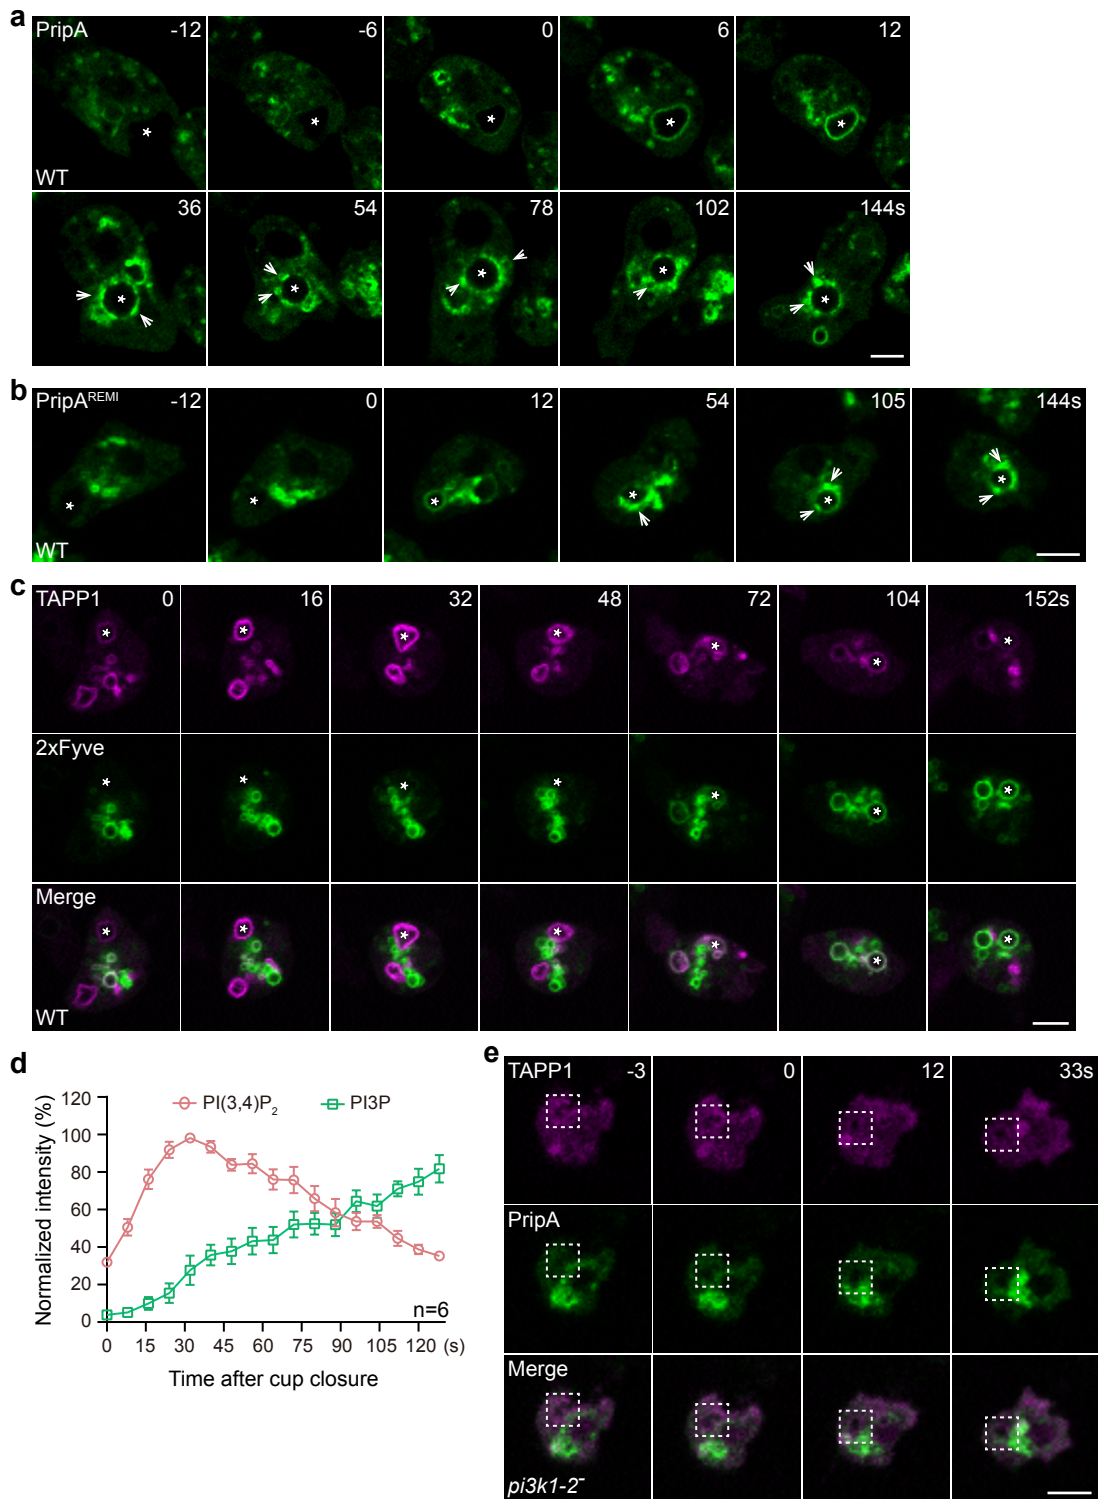 a
PripA -12 -6 0 6 12
WT
36 54 78 102 144s
b
PripA^REMI -12 0 12 54 105 144s
WT
c
TAPP1 0 16 32 48 72 104 152s
2xFyve
Merge
WT
d
120
100
80
60
40
20
0
Normalized intensity (%)
PI(3,4)P₂ PI3P
n=6
0 15 30 45 60 75 90 105 120 (s)
Time after cup closure
e
TAPP1 -3 0 12 33s
PripA
Merge
pi3k1-2⁻